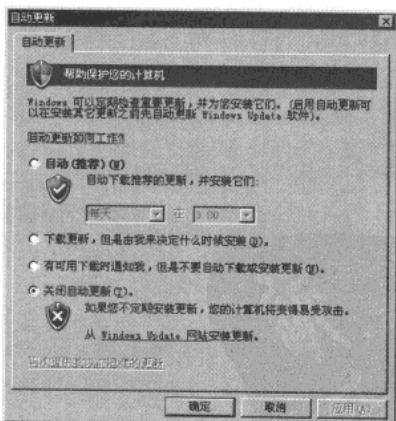 自动更新
自动更新
帮助保护您的计算机
Windows 可以定期检查重要更新，并为您安装它们。(启用自动更新可
以在安装其它更新之前先自动更新 Windows Update 软件)。
自动更新如何工作?
自动(推荐)(U)
自动下载推荐的更新，并安装它们:
每天 在 3:00
下载更新，但是由我来决定什么时候安装(D)。
有可用下载时通知我，但是不要自动下载或安装更新(N)。
关闭自动更新(T)。
如果您不定期安装更新，您的计算机将变得易受攻击。
从 Windows Update 网站安装更新。
的更新
确定 取消 应用(A)